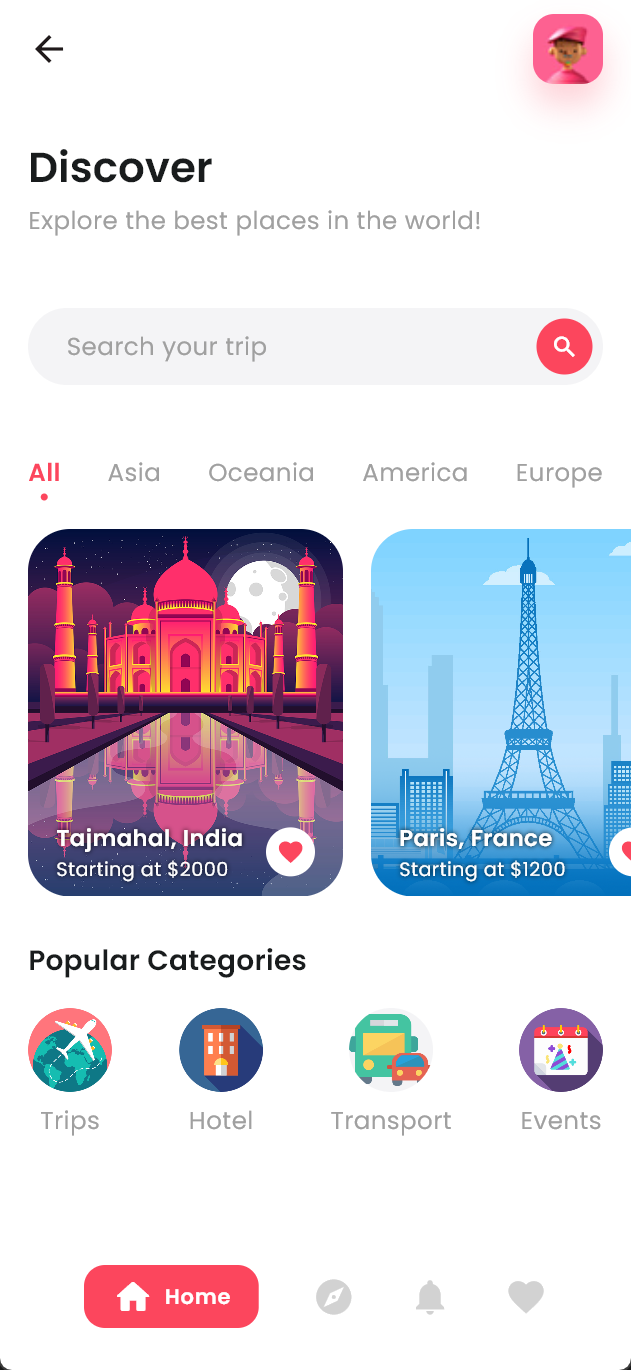 Discover
Explore the best places in the world!
Search your trip
All Asia Oceania America Europe
Tajmahal, India
Starting at $2000
Paris, France
Starting at $1200
Popular Categories
Trips Hotel Transport Events
Home